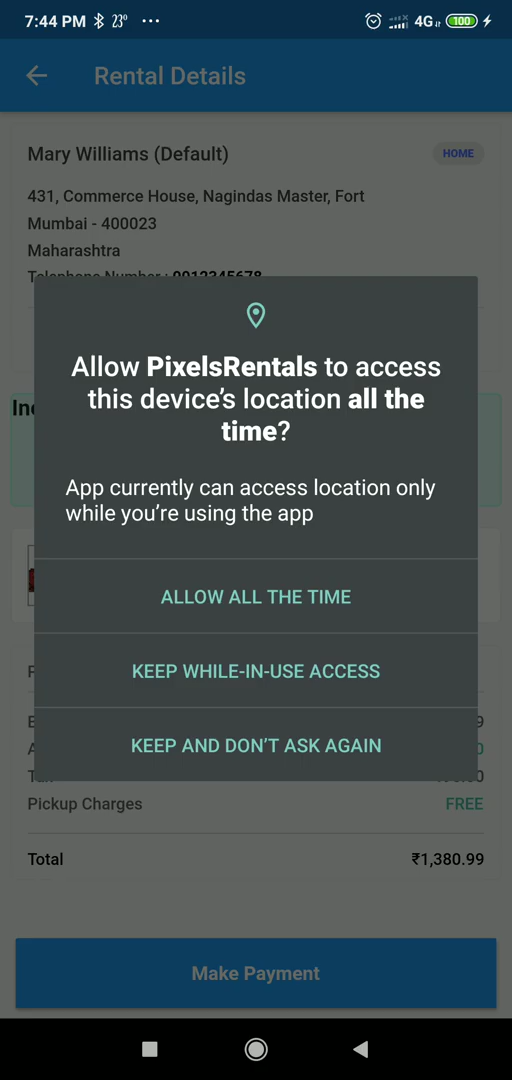 7:44 PM 23° ... 4G 100
Rental Details
Mary Williams (Default) HOME
431, Commerce House, Nagindas Master, Fort
Mumbai - 400023
Maharashtra
Telephone Number : 0012345678
Allow PixelsRentals to access
this device's location all the
time?
App currently can access location only
while you're using the app
ALLOW ALL THE TIME
KEEP WHILE-IN-USE ACCESS
KEEP AND DON'T ASK AGAIN
Pickup Charges FREE
Total ₹1,380.99
Make Payment